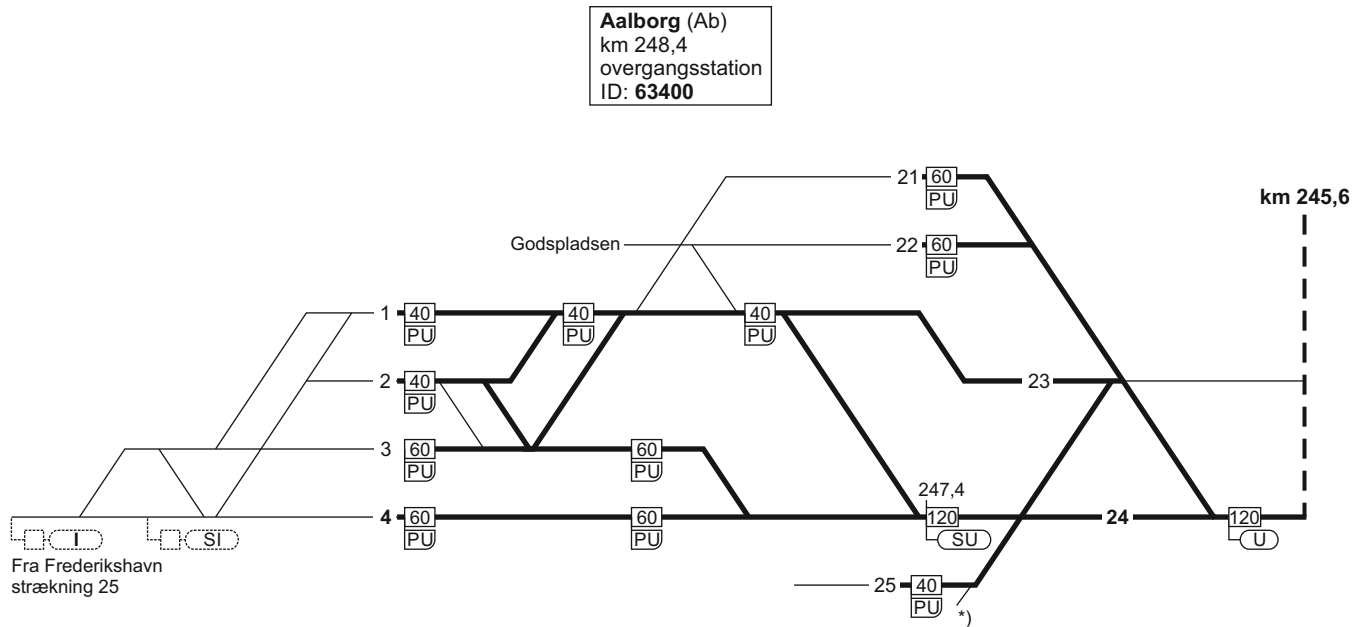 Aalborg (Ab)
km 248,4
overgangsstation
ID: 63400
21 60
PU
km 245,6
Godspladsen
22 60
PU
1 40 40 40
PU PU PU
2 40
PU
23
3 60 60
PU PU
247,4
4 60 60 120 24 120
I SI PU PU SU U
Fra Frederikshavn
strækning 25
25 40
PU
*)